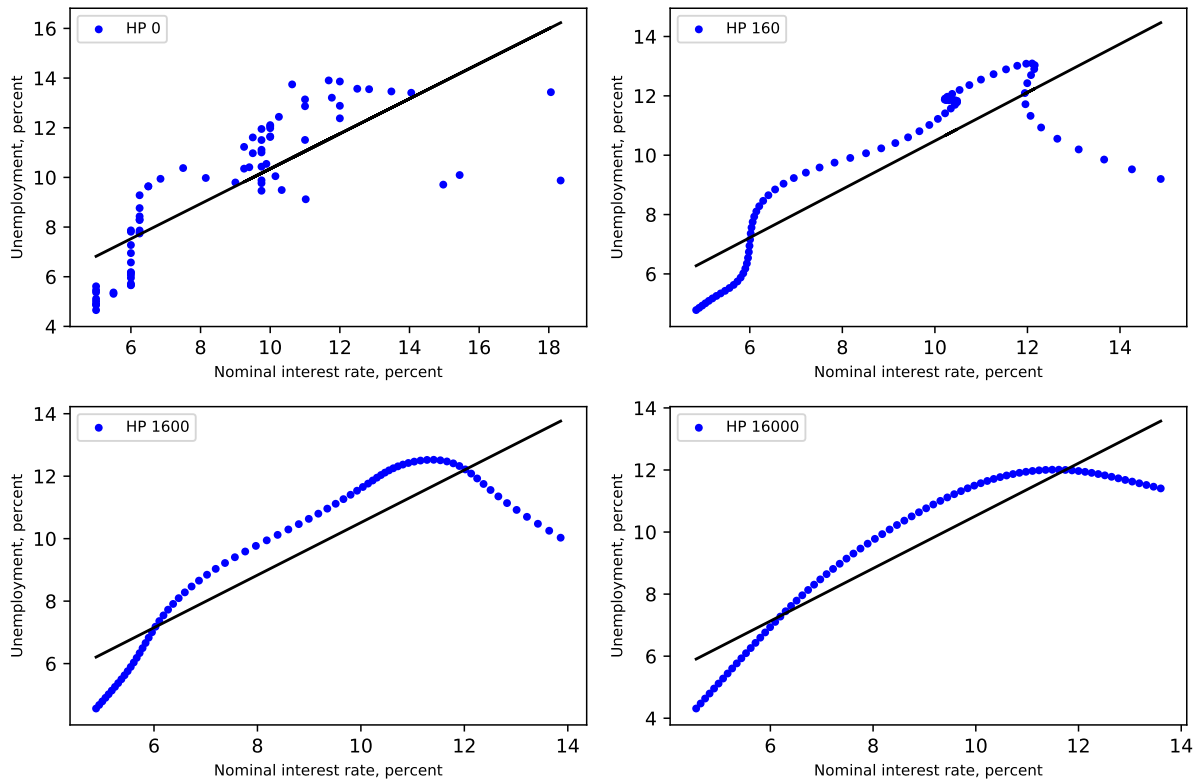 HP 0
Unemployment, percent
16
14
12
10
8
6
4
6 8 10 12 14 16 18
Nominal interest rate, percent
HP 160
Unemployment, percent
14
12
10
8
6
6 8 10 12 14
Nominal interest rate, percent
HP 1600
Unemployment, percent
14
12
10
8
6
6 8 10 12 14
Nominal interest rate, percent
HP 16000
Unemployment, percent
14
12
10
8
6
4
6 8 10 12 14
Nominal interest rate, percent